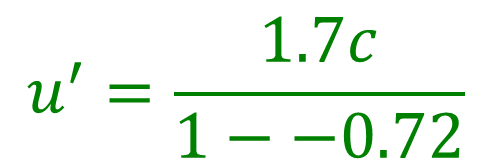 u′ = 1.7c / 1 − −0.72